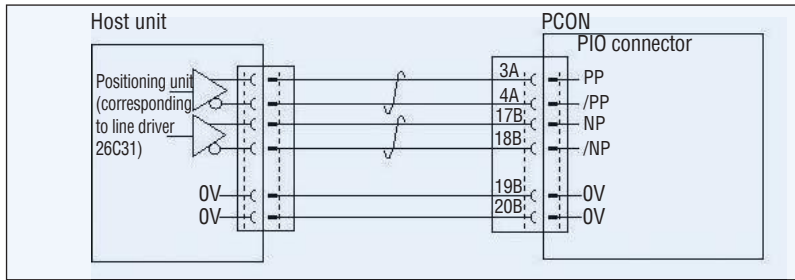 Host unit
PCON
PIO connector
Positioning unit
(corresponding
to line driver
26C31)
3A
PP
4A
/PP
17B
NP
18B
/NP
0V
19B
0V
0V
20B
0V